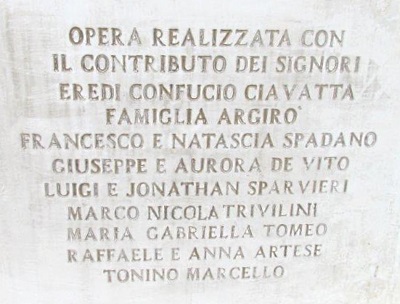 OPERA REALIZZATA CON
IL CONTRIBUTO DEI SIGNORI
EREDI CONFUCIO CIAVATTA
FAMIGLIA ARGIRO'
FRANCESCO E NATASCIA SPADANO
GIUSEPPE E AURORA DE VITO
LUIGI E JONATHAN SPARVIERI
MARCO NICOLA TRIVILINI
MARIA GABRIELLA TOMEO
RAFFAELE E ANNA ARTESE
TONINO MARCELLO